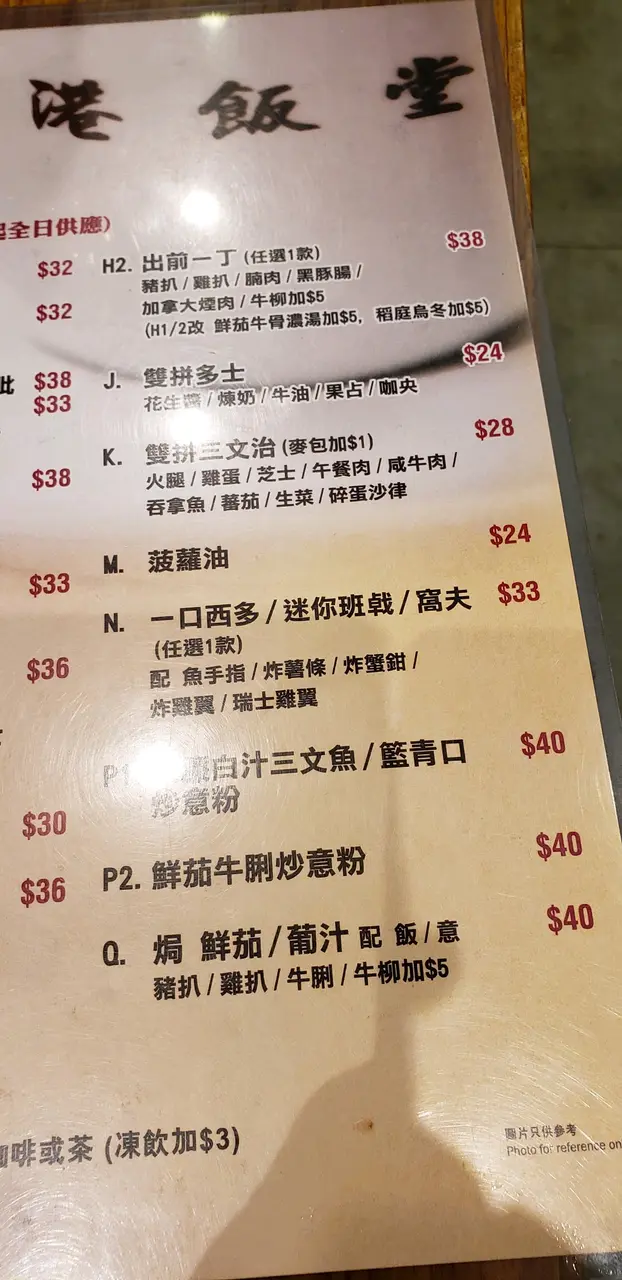 港飯堂
全日供應)
$32
$32
此 $38
$33
$38
$33
$36
$30
$36
H2. 出前一丁 (任選1款) $38
豬扒 / 雞扒 / 腩肉 / 黑豚腸 /
加拿大煙肉 / 牛柳加$5
(H1/2改 鮮茄牛骨濃湯加$5, 稻庭烏冬加$5)
J. 雙拼多士 $24
花生醬 / 煉奶 / 牛油 / 果占 / 咖央
K. 雙拼三文治 (麥包加$1) $28
火腿 / 雞蛋 / 芝士 / 午餐肉 / 咸牛肉 /
吞拿魚 / 蕃茄 / 生菜 / 碎蛋沙律
M. 菠蘿油 $24
N. 一口西多 / 迷你班戟 / 窩夫 $33
(任選1款)
配 魚手指 / 炸薯條 / 炸蟹鉗 /
炸雞翼 / 瑞士雞翼
白汁三文魚 / 籃青口 $40
炒意粉
P2. 鮮茄牛脷炒意粉 $40
Q. 焗 鮮茄 / 葡汁 配 飯 / 意 $40
豬扒 / 雞扒 / 牛脷 / 牛柳加$5
啡或茶 (凍飲加$3)
圖片只供參考
Photo for reference on